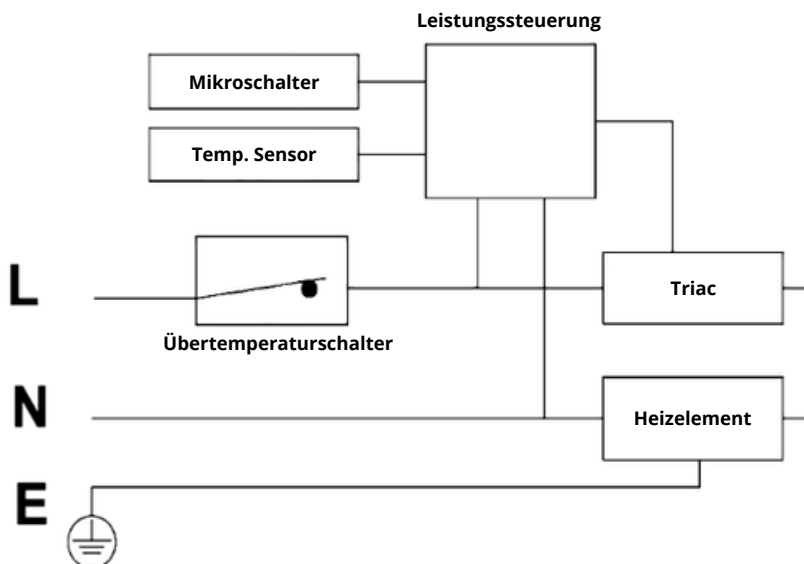 Leistungssteuerung
Mikroschalter
Temp. Sensor
L
Triac
Übertemperaturschalter
N
Heizelement
E